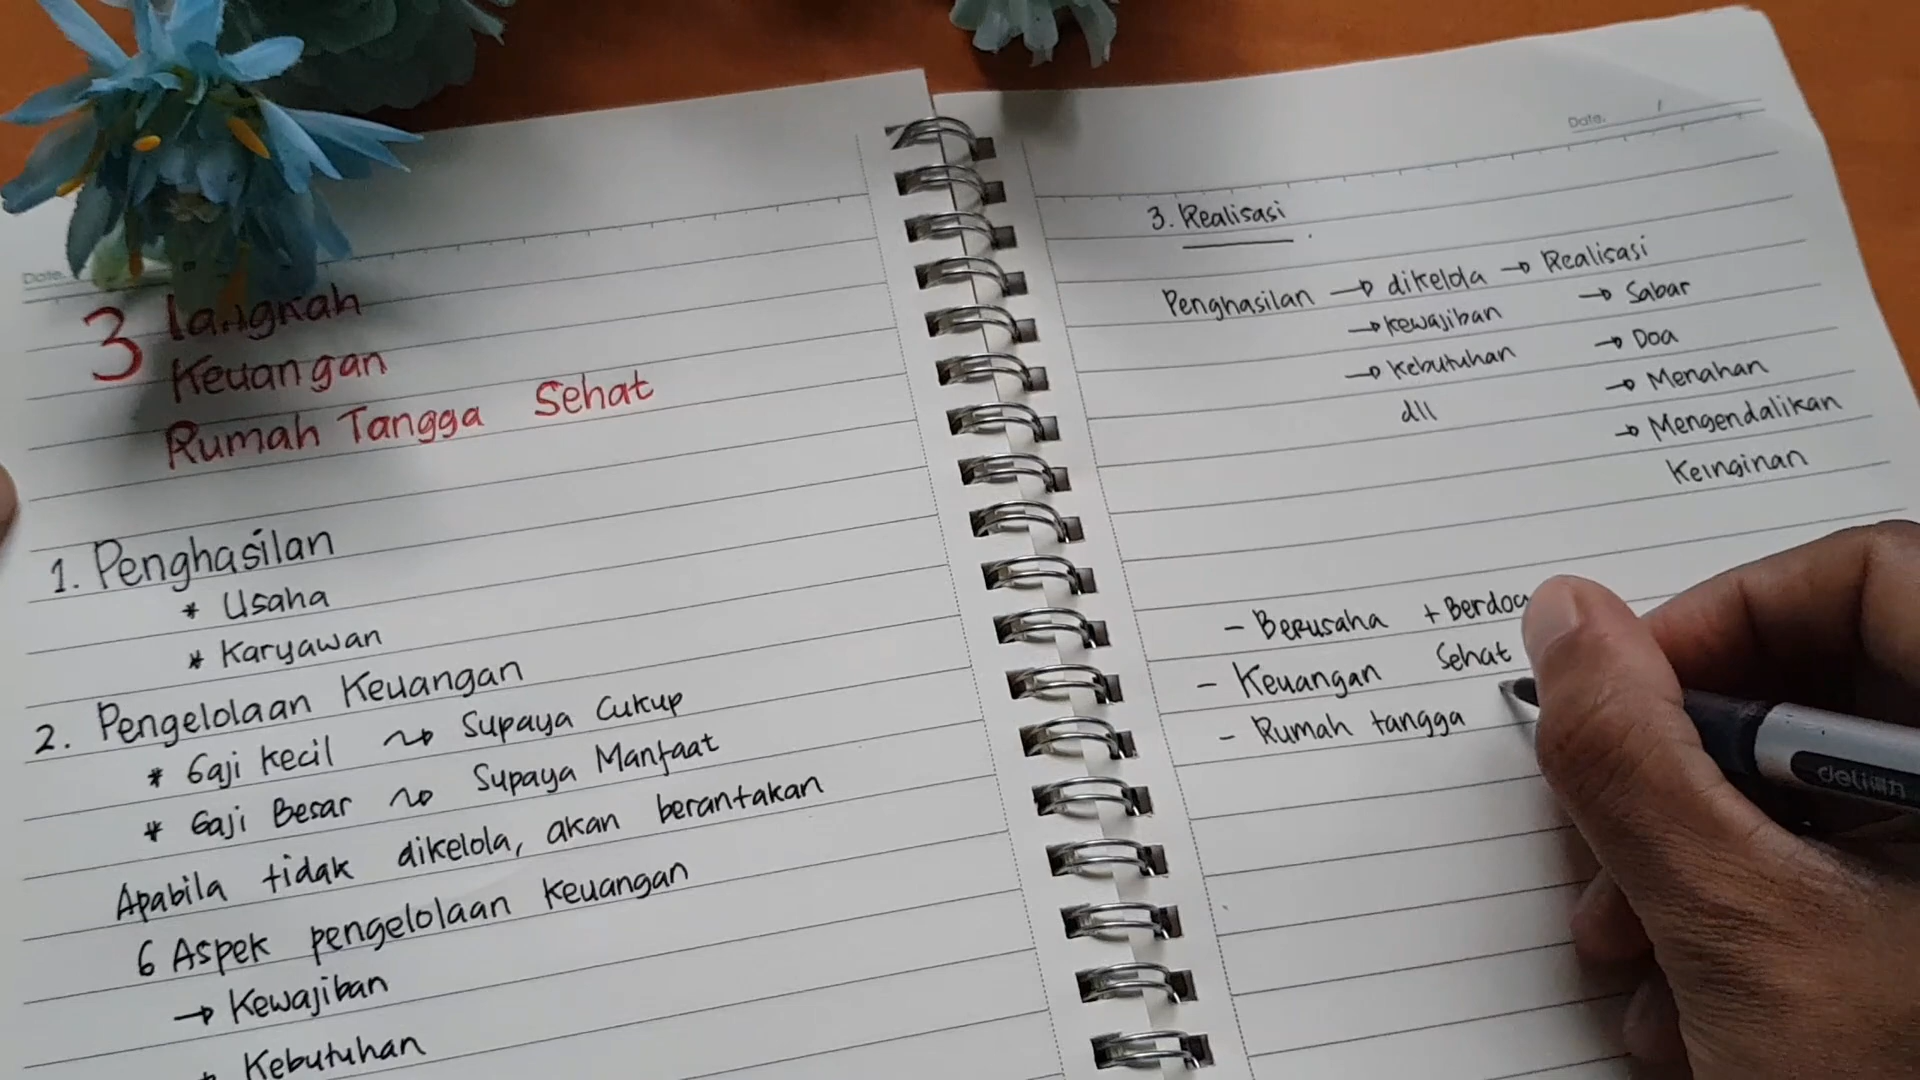 Date.
3 langkah
Keuangan
Rumah Tangga Sehat
1. Penghasilan
* Usaha
* Karyawan
2. Pengelolaan Keuangan
* Gaji kecil → Supaya Cukup
* Gaji Besar → Supaya Manfaat
Apabila tidak dikelola, akan berantakan
6 Aspek pengelolaan keuangan
→ Kewajiban
Kebutuhan
Date.
3. Realisasi
Penghasilan → dikelola → Realisasi
→ kewajiban → Sabar
→ kebutuhan → Doa
dll → Menahan
→ Mengendalikan
Keinginan
- Berusaha + Berdoa
- Keuangan Sehat
- Rumah tangga
deli